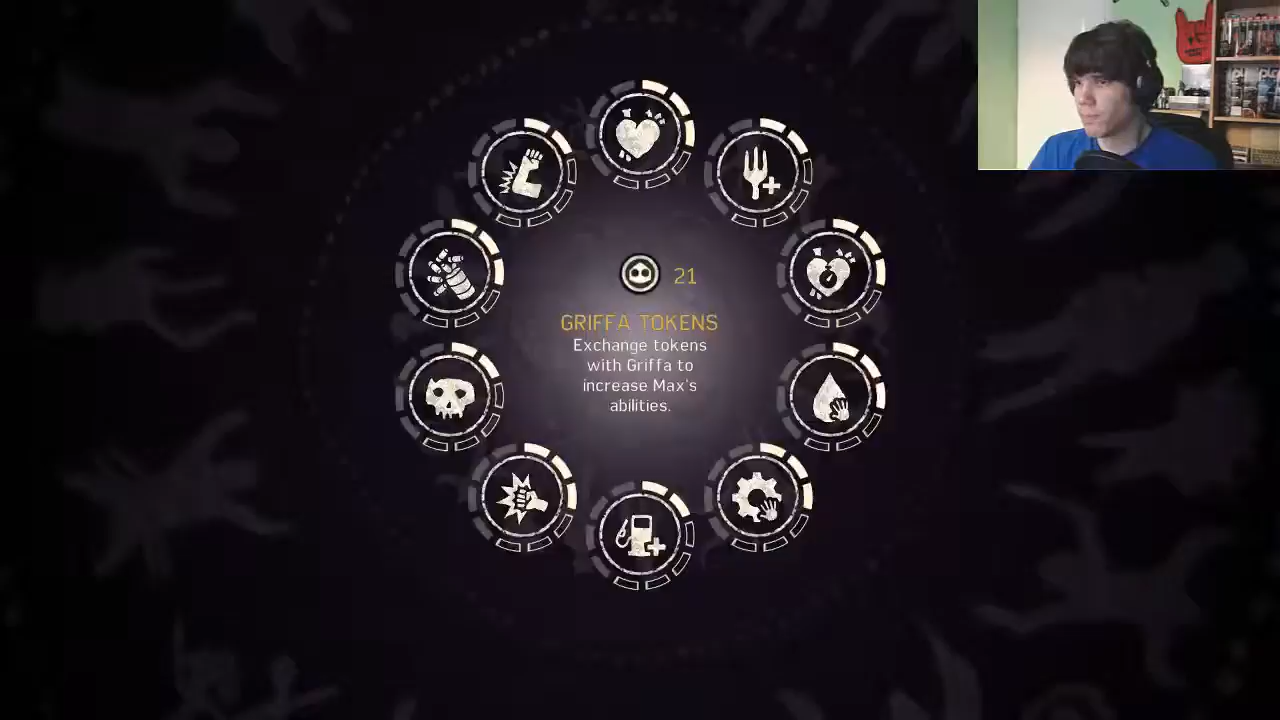 21
GRIFFA TOKENS
Exchange tokens
with Griffa to
increase Max's
abilities.